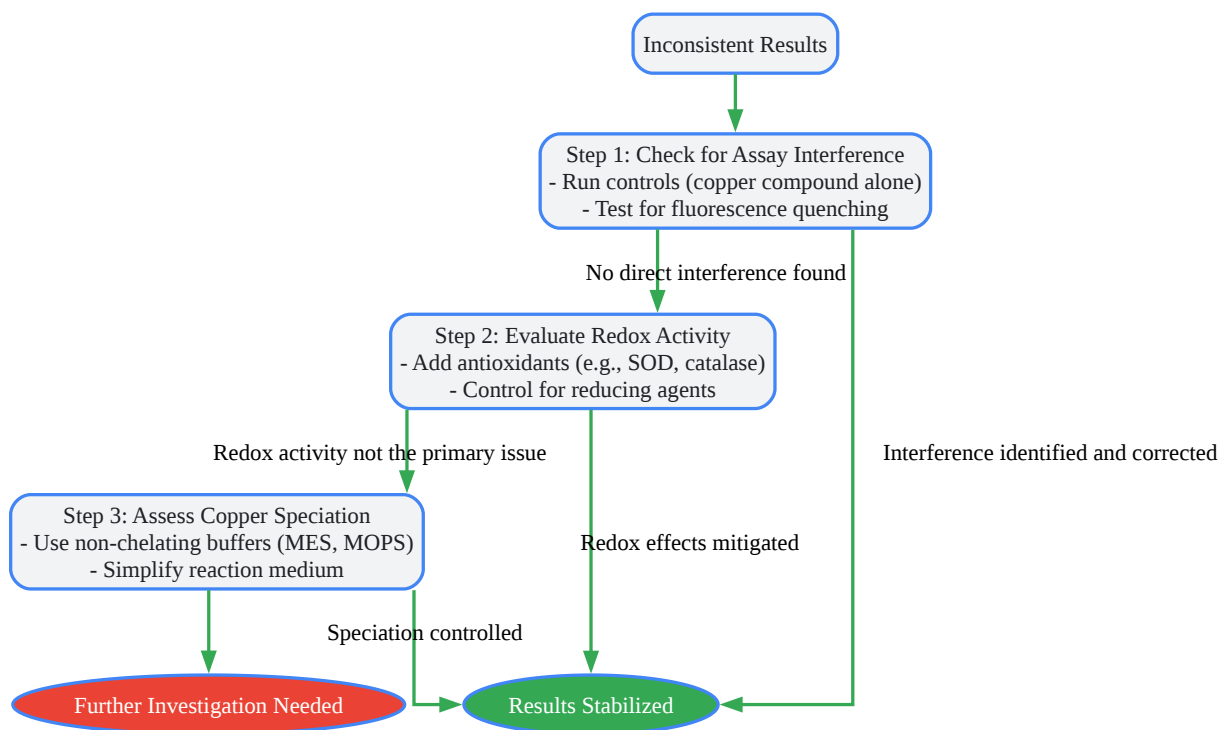 Inconsistent Results
Step 1: Check for Assay Interference
- Run controls (copper compound alone)
- Test for fluorescence quenching
No direct interference found
Step 2: Evaluate Redox Activity
- Add antioxidants (e.g., SOD, catalase)
- Control for reducing agents
Redox activity not the primary issue
Interference identified and corrected
Step 3: Assess Copper Speciation
- Use non-chelating buffers (MES, MOPS)
- Simplify reaction medium
Redox effects mitigated
Speciation controlled
Further Investigation Needed
Results Stabilized